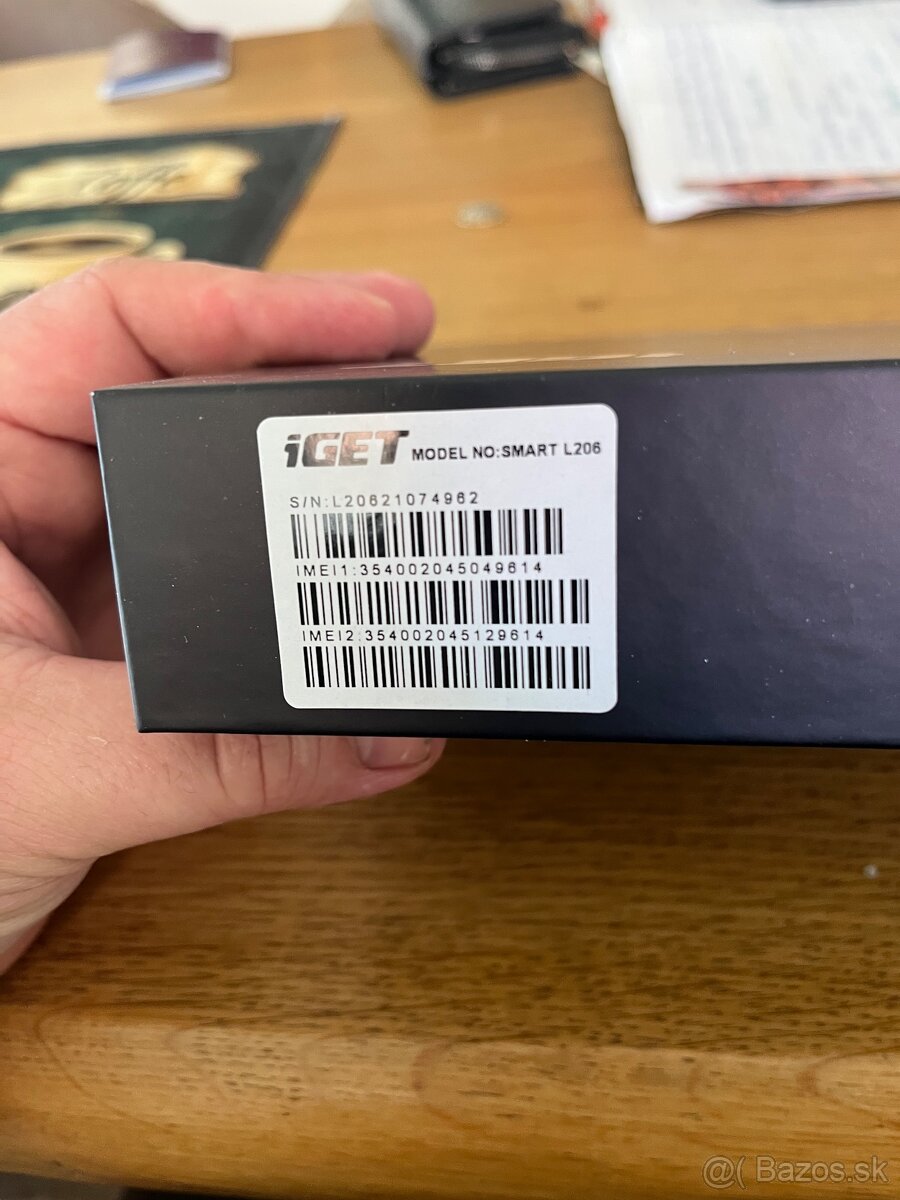 iGET MODEL NO:SMART L206
S/N:L20621074962
IMEI1:354002045049614
IMEI2:354002045129614
@( Bazos.sk